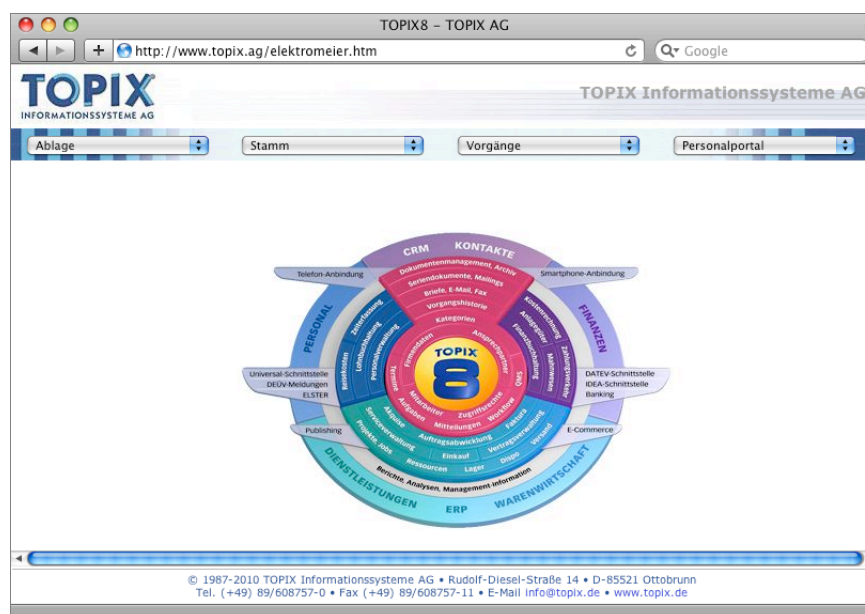 TOPIX8 – TOPIX AG
http://www.topix.ag/elektromeier.htm
Google
TOPIX
INFORMATIONSSYSTEME AG
TOPIX Informationssysteme AG
Ablage
Stamm
Vorgänge
Personalportal
CRM KONTAKTE
Dokumentenmanagement, Archiv
Seriendokumente, Mailings
Briefe, E-Mail, Fax
Vorgangshistorie
Kategorien
Telefon-Anbindung
Smartphone-Anbindung
PERSONAL
Zeiterfassung
Lohnbuchhaltung
Personalverwaltung
Reisekosten
FINANZEN
Kostenrechnung
Anlagegüter
Finanzbuchhaltung
Zahlungsverkehr
Mahnwesen
Firmendaten
Ansprechpartner
TOPIX
8
Termine
SMS
Aufgaben
Mitarbeiter
Mitteilungen
Zugriffsrechte
Workflow
Universal-Schnittstelle
DEÜV-Meldungen
ELSTER
DATEV-Schnittstelle
IDEA-Schnittstelle
Banking
Publishing
E-Commerce
Akquise
Serviceverwaltung
Projekte, Jobs
Auftragsabwicklung
Faktura
Einkauf
Vertragsverwaltung
Ressourcen
Lager
Dispo
Versand
Berichte, Analysen, Management-Information
DIENSTLEISTUNGEN
ERP
WARENWIRTSCHAFT
© 1987-2010 TOPIX Informationssysteme AG • Rudolf-Diesel-Straße 14 • D-85521 Ottobrunn
Tel. (+49) 89/608757-0 • Fax (+49) 89/608757-11 • E-Mail info@topix.de • www.topix.de